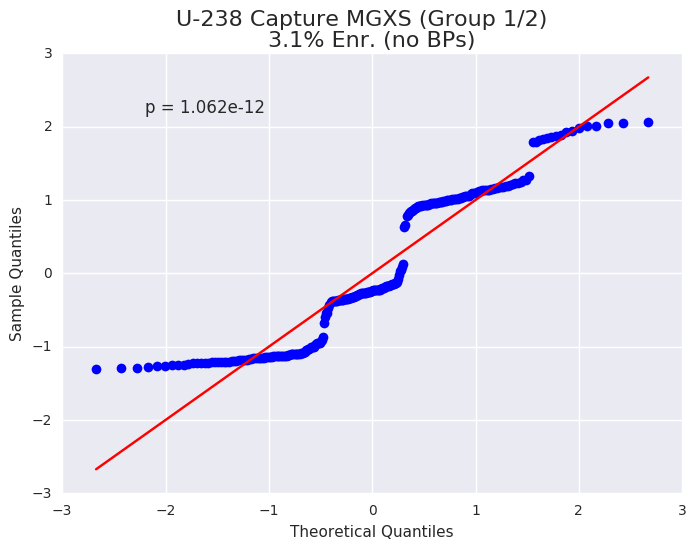 U-238 Capture MGXS (Group 1/2)
3.1% Enr. (no BPs)
3
p = 1.062e-12
2
1
0
−1
−2
−3
Sample Quantiles
−3 −2 −1 0 1 2 3
Theoretical Quantiles